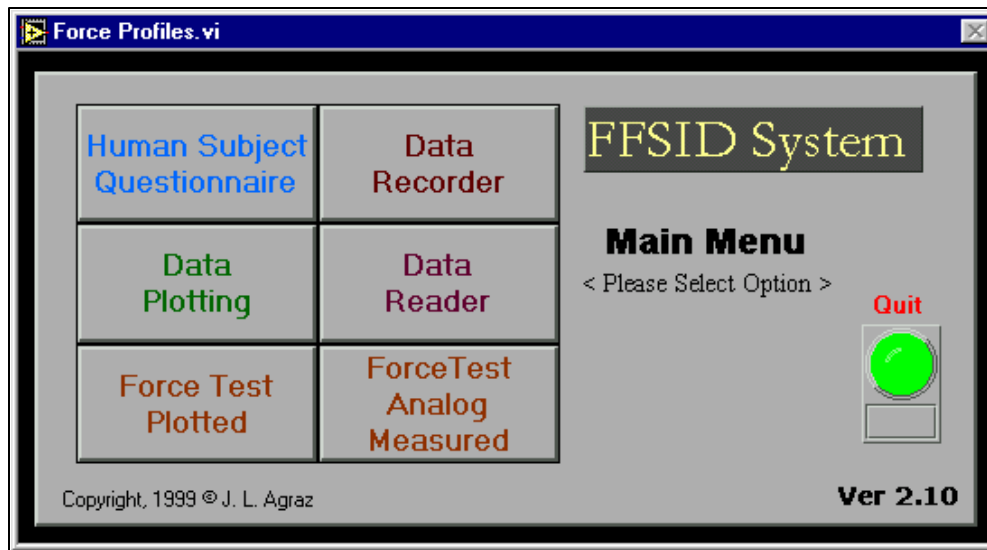 Force Profiles.vi
Human Subject
Questionnaire
Data
Recorder
FFSID System
Data
Plotting
Data
Reader
Main Menu
< Please Select Option >
Quit
Force Test
Plotted
ForceTest
Analog
Measured
Copyright, 1999 © J. L. Agraz
Ver 2.10